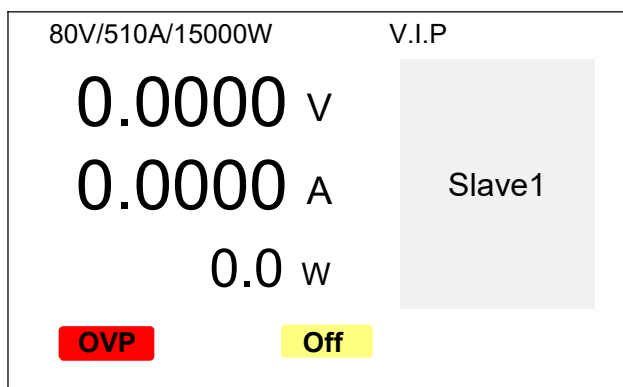 80V/510A/15000W V.I.P
0.0000 V
0.0000 A
Slave1
0.0 W
OVP Off